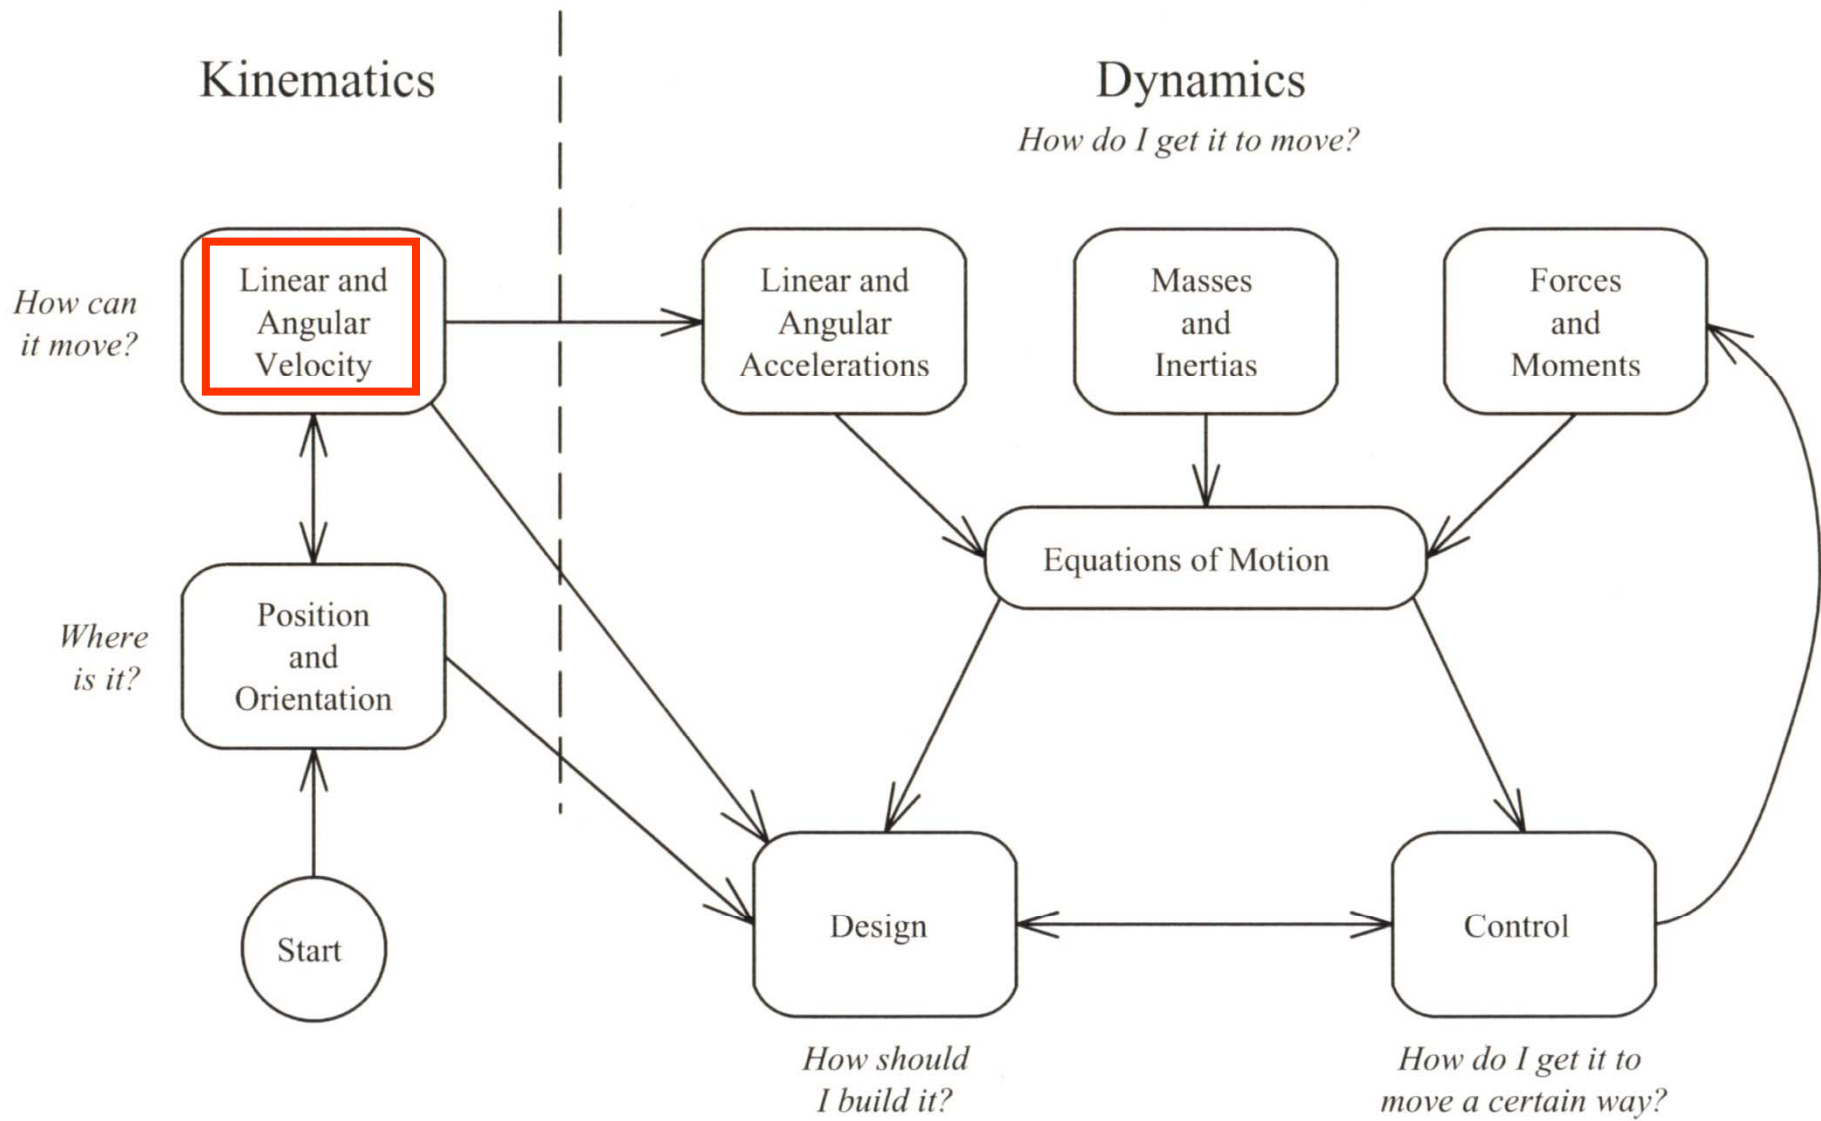 Kinematics
Dynamics
How do I get it to move?
How can
it move?
Linear and
Angular
Velocity
Linear and
Angular
Accelerations
Masses
and
Inertias
Forces
and
Moments
Equations of Motion
Where
is it?
Position
and
Orientation
Start
Design
Control
How should
I build it?
How do I get it to
move a certain way?